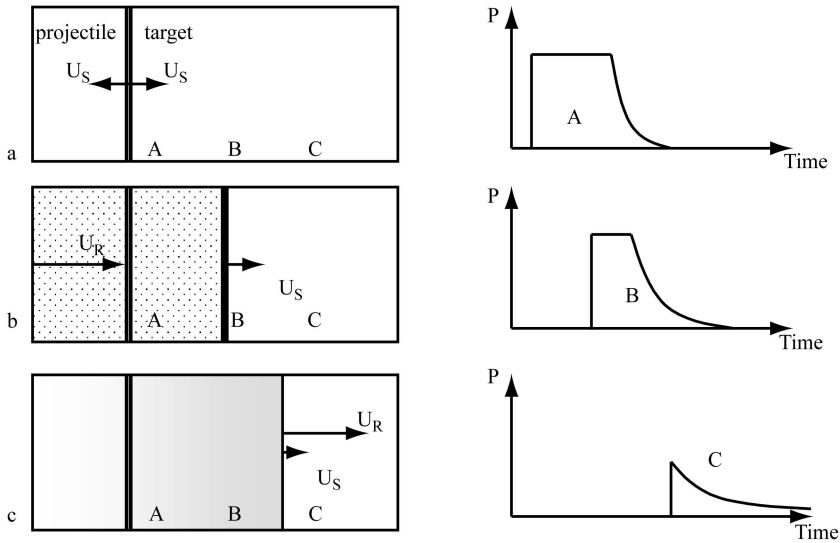 projectile target
U_S U_S
A B C
a
P
A
Time
U_R
U_S
A B C
b
P
B
Time
U_R
U_S
A B C
c
P
C
Time